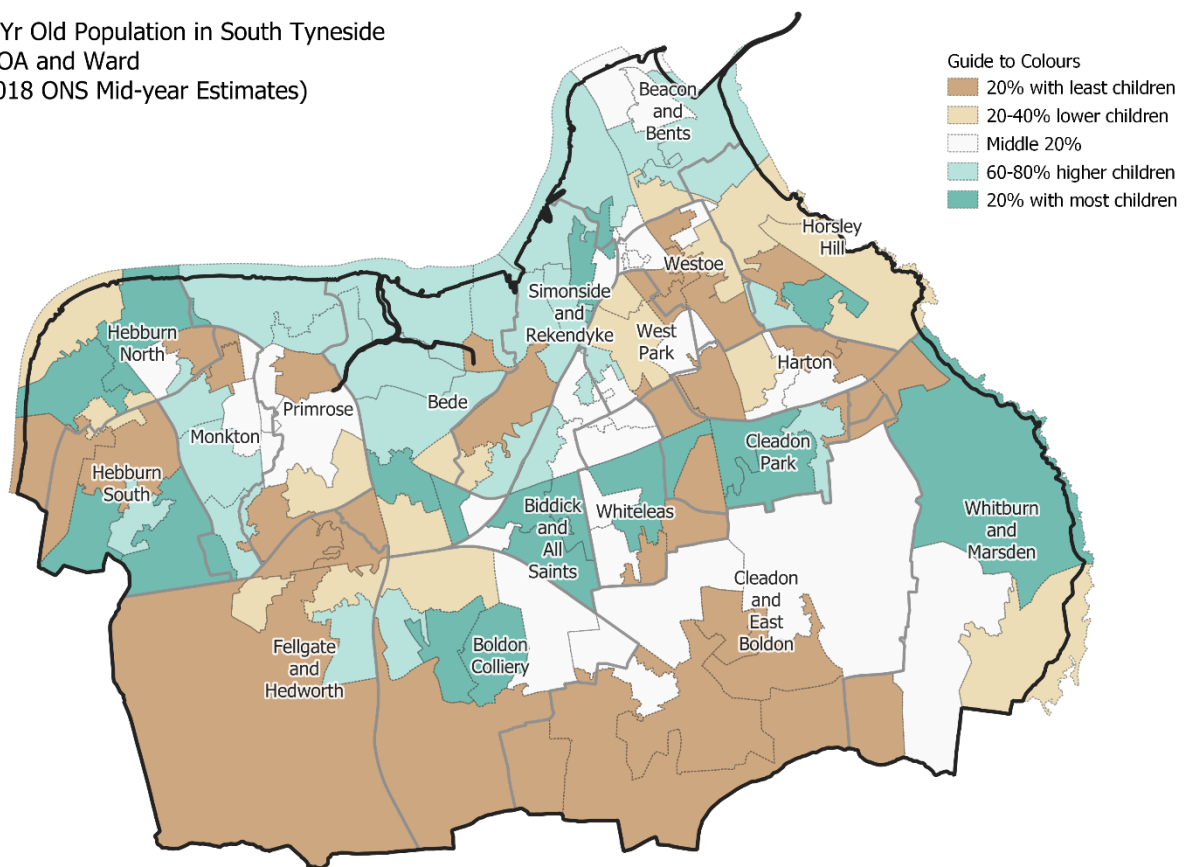 Yr Old Population in South Tyneside
OA and Ward
018 ONS Mid-year Estimates)
Guide to Colours
20% with least children
20-40% lower children
Middle 20%
60-80% higher children
20% with most children
Beacon
and
Bents
Horsley
Hill
Westoe
Simonside
and
Rekendyke
Hebburn
North
West
Park
Harton
Primrose
Bede
Monkton
Cleadon
Park
Hebburn
South
Biddick
and
All
Saints
Whiteleas
Whitburn
and
Marsden
Cleadon
and
East
Boldon
Fellgate
and
Hedworth
Boldon
Colliery